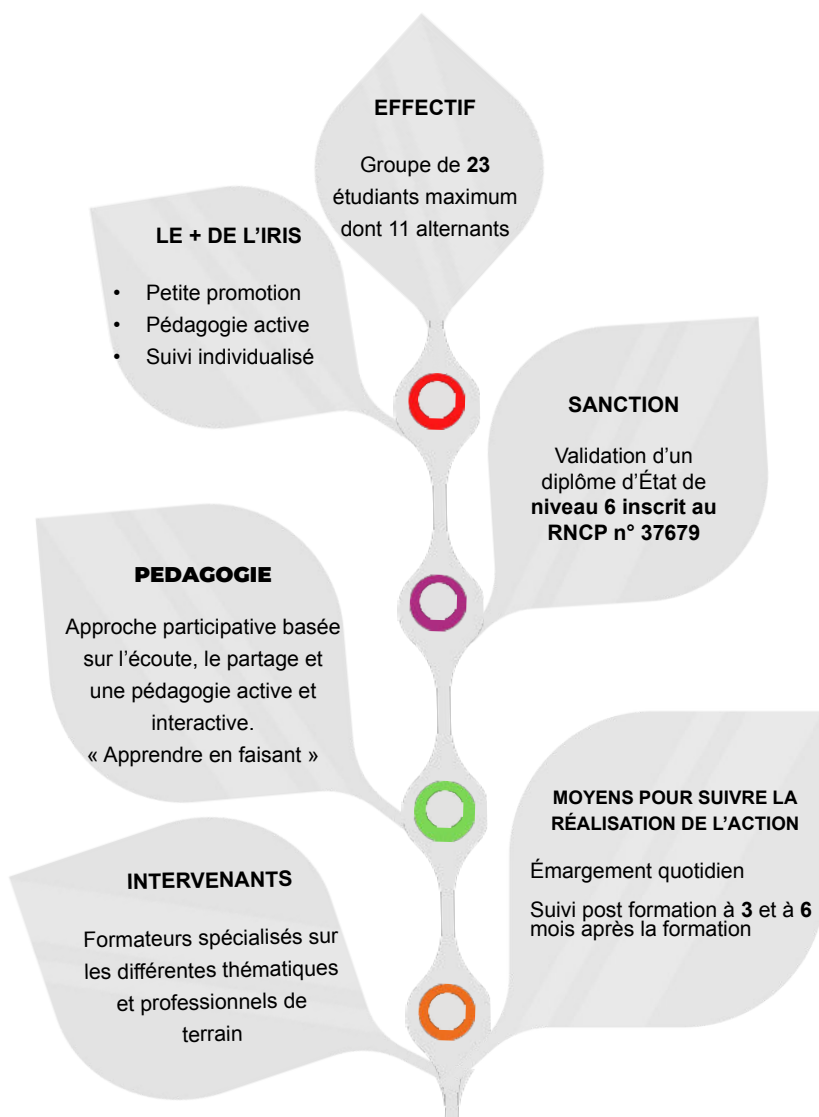 EFFECTIF
Groupe de 23
étudiants maximum
dont 11 alternants
LE + DE L'IRIS
• Petite promotion
• Pédagogie active
• Suivi individualisé
SANCTION
Validation d'un
diplôme d'État de
niveau 6 inscrit au
RNCP n° 37679
PEDAGOGIE
Approche participative basée
sur l'écoute, le partage et
une pédagogie active et
interactive.
« Apprendre en faisant »
MOYENS POUR SUIVRE LA
RÉALISATION DE L'ACTION
Émargement quotidien
Suivi post formation à 3 et à 6
mois après la formation
INTERVENANTS
Formateurs spécialisés sur
les différentes thématiques
et professionnels de
terrain